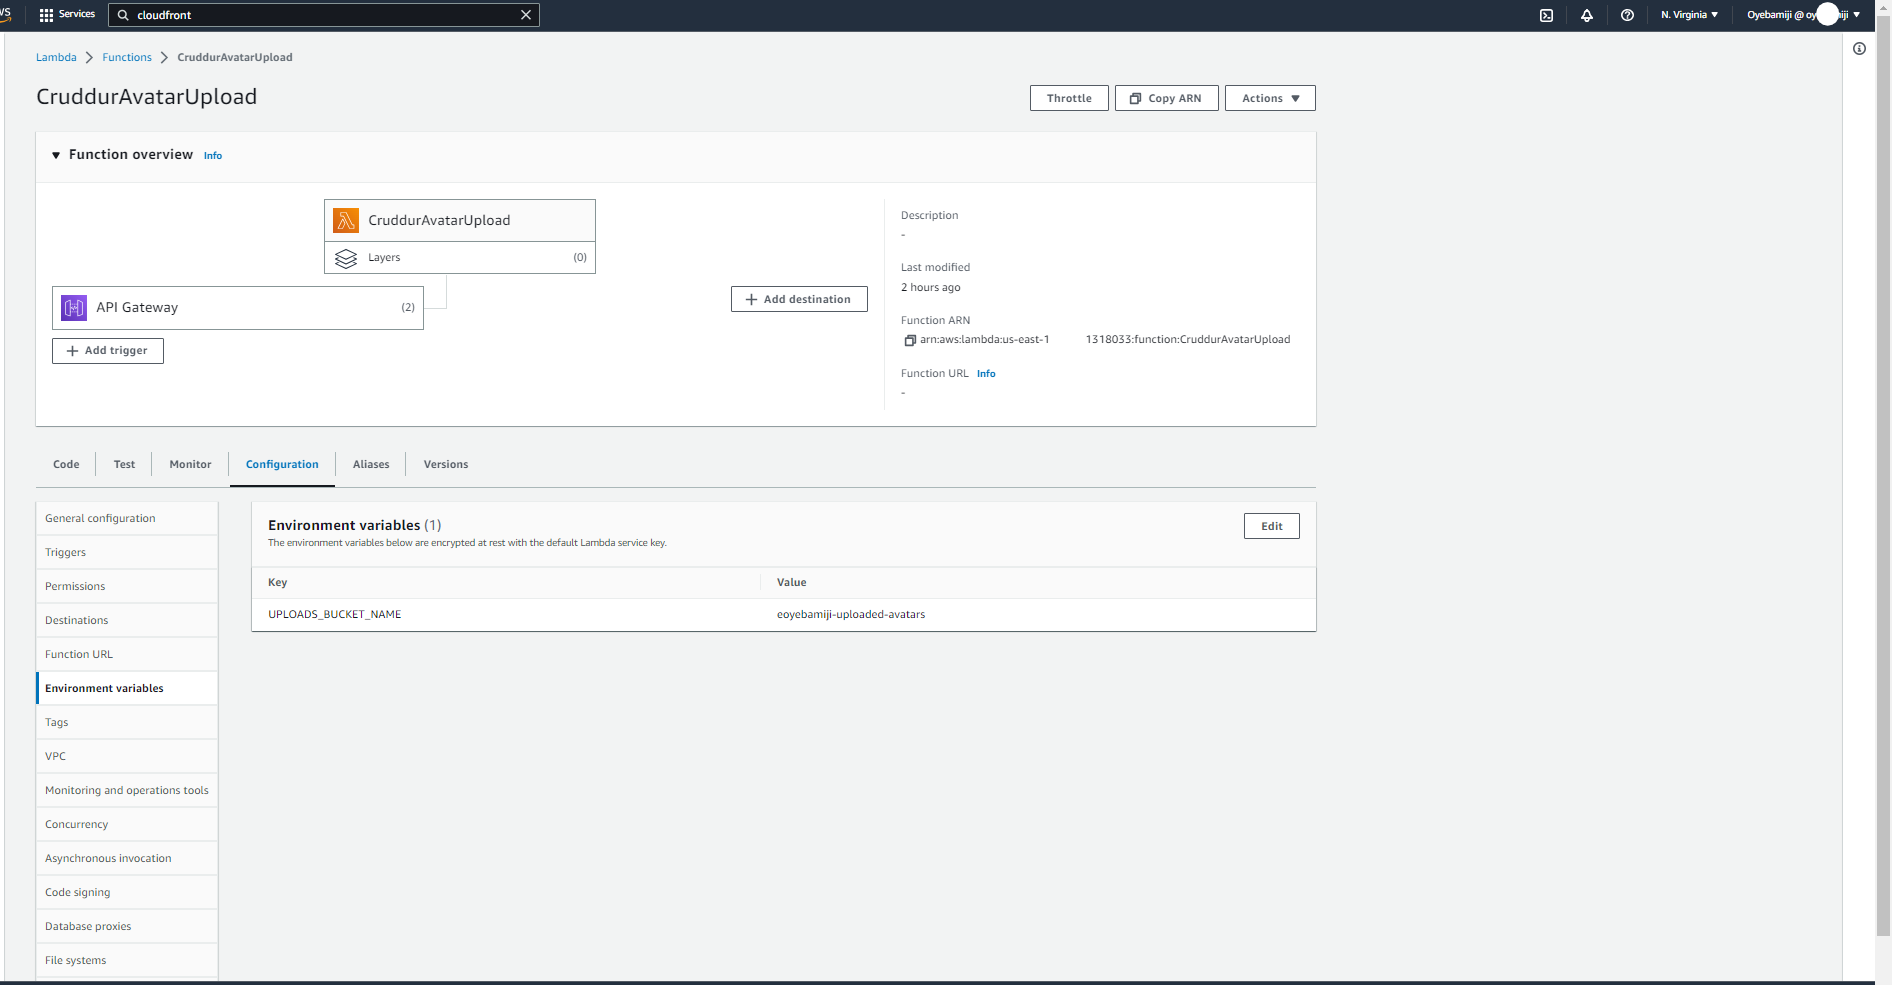 Services
cloudfront
N. Virginia
Oyebamiji @ oy
iji
Lambda
Functions
CruddurAvatarUpload
CruddurAvatarUpload
Throttle
Copy ARN
Actions
Function overview Info
CruddurAvatarUpload
Layers (0)
API Gateway (2)
Add trigger
Add destination
Description
-
Last modified
2 hours ago
Function ARN
arn:aws:lambda:us-east-1 1318033:function:CruddurAvatarUpload
Function URL Info
-
Code
Test
Monitor
Configuration
Aliases
Versions
General configuration
Triggers
Permissions
Destinations
Function URL
Environment variables
Tags
VPC
Monitoring and operations tools
Concurrency
Asynchronous invocation
Code signing
Database proxies
File systems
Environment variables (1)
The environment variables below are encrypted at rest with the default Lambda service key.
Edit
Key Value
UPLOADS_BUCKET_NAME eoyebamiji-uploaded-avatars